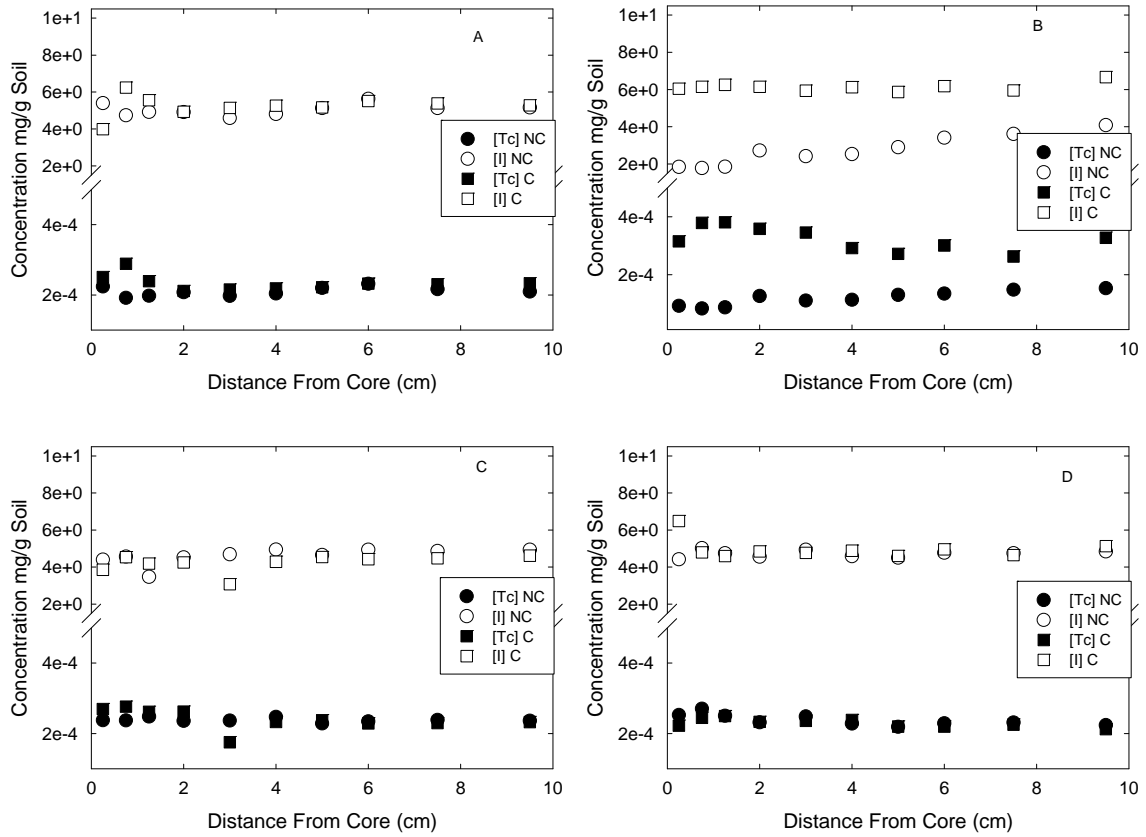 Concentration mg/g Soil
1e+1
8e+0
6e+0
4e+0
2e+0
4e-4
2e-4
A
[Tc] NC
[I] NC
[Tc] C
[I] C
0 2 4 6 8 10
Distance From Core (cm)
Concentration mg/g Soil
1e+1
8e+0
6e+0
4e+0
2e+0
4e-4
2e-4
B
[Tc] NC
[I] NC
[Tc] C
[I] C
0 2 4 6 8 10
Distance From Core (cm)
Concentration mg/g Soil
1e+1
8e+0
6e+0
4e+0
2e+0
4e-4
2e-4
C
[Tc] NC
[I] NC
[Tc] C
[I] C
0 2 4 6 8 10
Distance From Core (cm)
Concentration mg/g Soil
1e+1
8e+0
6e+0
4e+0
2e+0
4e-4
2e-4
D
[Tc] NC
[I] NC
[Tc] C
[I] C
0 2 4 6 8 10
Distance From Core (cm)